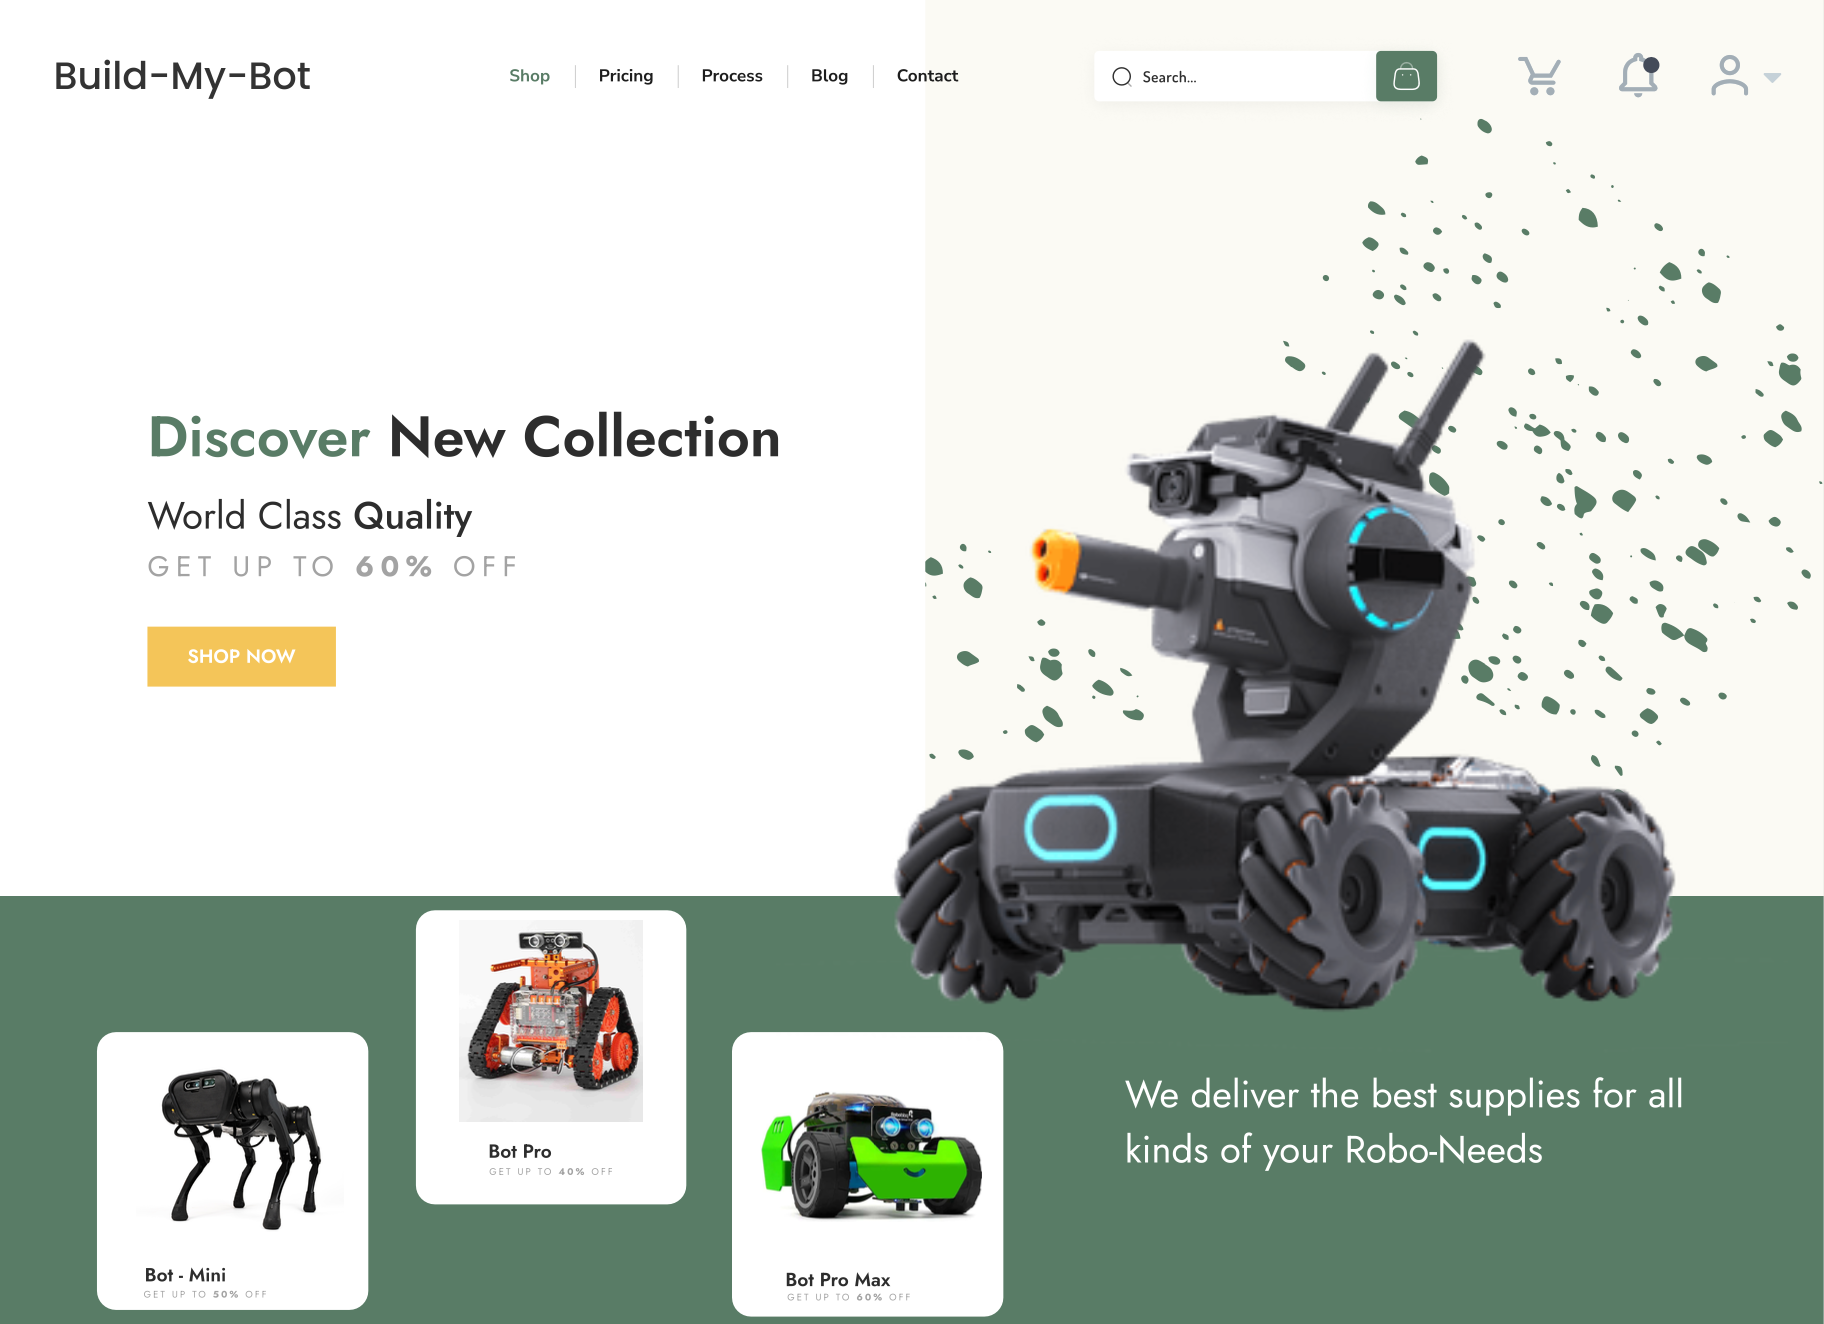 Build-My-Bot
Shop
Pricing
Process
Blog
Contact
Search...
Discover New Collection
World Class Quality
GET UP TO 60% OFF
SHOP NOW
Bot Pro
GET UP TO 40% OFF
Bot - Mini
GET UP TO 50% OFF
Bot Pro Max
GET UP TO 60% OFF
We deliver the best supplies for all
kinds of your Robo-Needs